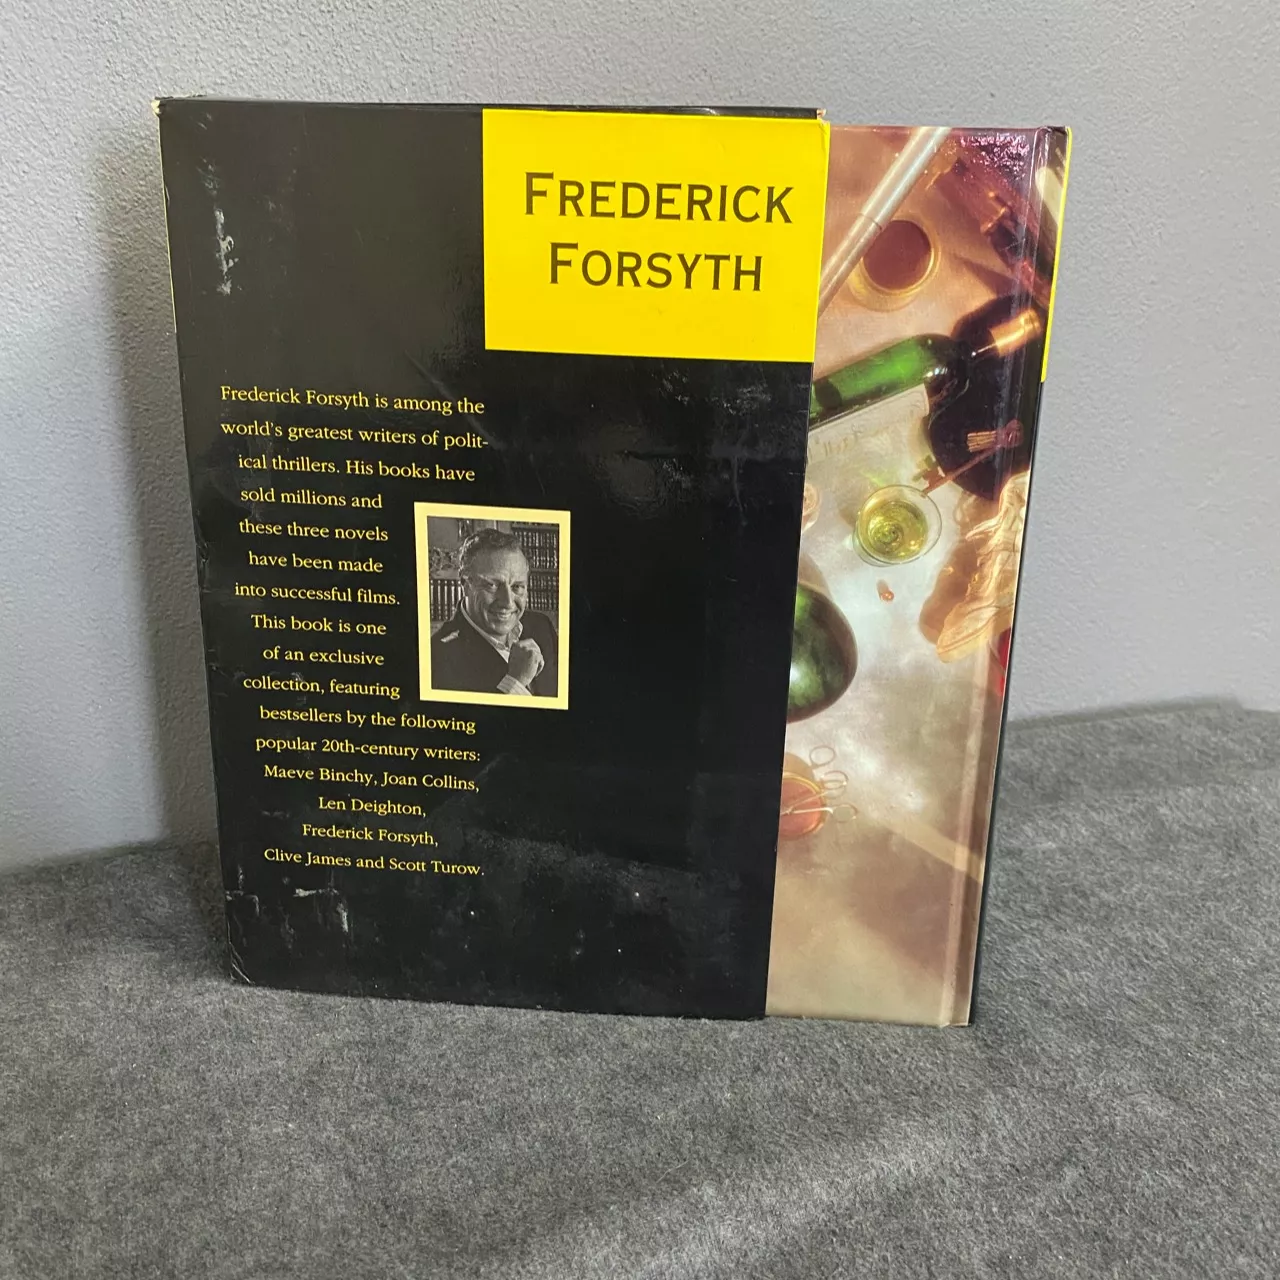 FREDERICK
FORSYTH
Frederick Forsyth is among the
world's greatest writers of polit-
ical thrillers. His books have
sold millions and
these three novels
have been made
into successful films.
This book is one
of an exclusive
collection, featuring
bestsellers by the following
popular 20th-century writers:
Maeve Binchy, Joan Collins,
Len Deighton,
Frederick Forsyth,
Clive James and Scott Turow.